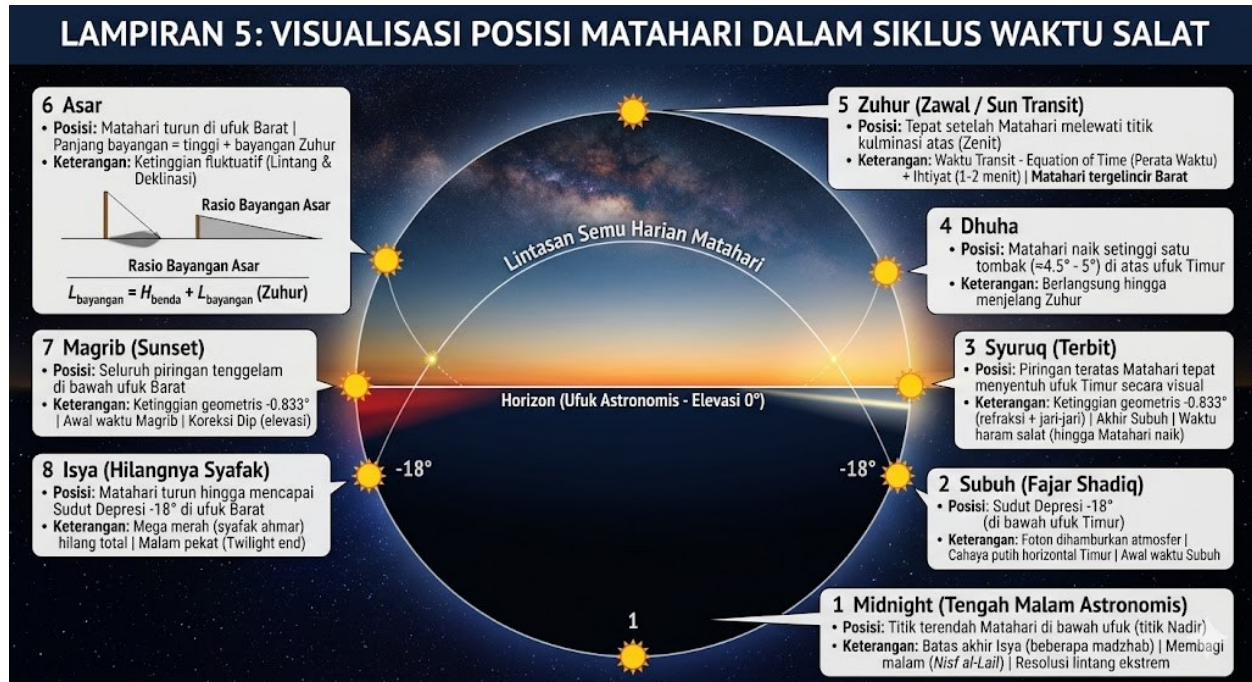 LAMPIRAN 5: VISUALISASI POSISI MATAHARI DALAM SIKLUS WAKTU SALAT
6 Asar
• Posisi: Matahari turun di ufuk Barat |
Panjang bayangan = tinggi + bayangan Zuhur
• Keterangan: Ketinggian fluktuatif (Lintang &
Deklinasi)
Rasio Bayangan Asar
Rasio Bayangan Asar
Lbayangan = Hbenda + Lbayangan (Zuhur)
7 Magrib (Sunset)
• Posisi: Seluruh piringan tenggelam
di bawah ufuk Barat
• Keterangan: Ketinggian geometris -0.833°
| Awal waktu Magrib | Koreksi Dip (elevasi)
8 Isya (Hilangnya Syafak)
• Posisi: Matahari turun hingga mencapai
Sudut Depresi -18° di ufuk Barat
• Keterangan: Mega merah (syafak ahmar)
hilang total | Malam pekat (Twilight end)
Lintasan Semu Harian Matahari
Horizon (Ufuk Astronomis - Elevasi 0°)
-18°
-18°
1
5 Zuhur (Zawal / Sun Transit)
• Posisi: Tepat setelah Matahari melewati titik
kulminasi atas (Zenit)
• Keterangan: Waktu Transit - Equation of Time (Perata Waktu)
+ Ihtiyat (1-2 menit) | Matahari tergelincir Barat
4 Dhuha
• Posisi: Matahari naik setinggi satu
tombak (≈4.5° - 5°) di atas ufuk Timur
• Keterangan: Berlangsung hingga
menjelang Zuhur
3 Syuruq (Terbit)
• Posisi: Piringan teratas Matahari tepat
menyentuh ufuk Timur secara visual
• Keterangan: Ketinggian geometris -0.833°
(refraksi + jari-jari) | Akhir Subuh | Waktu
haram salat (hingga Matahari naik)
2 Subuh (Fajar Shadiq)
• Posisi: Sudut Depresi -18°
(di bawah ufuk Timur)
• Keterangan: Foton dihamburkan atmosfer |
Cahaya putih horizontal Timur | Awal waktu Subuh
1 Midnight (Tengah Malam Astronomis)
• Posisi: Titik terendah Matahari di bawah ufuk (titik Nadir)
• Keterangan: Batas akhir Isya (beberapa madzhab) | Membagi
malam (Nisf al-Lail) | Resolusi lintang ekstrem